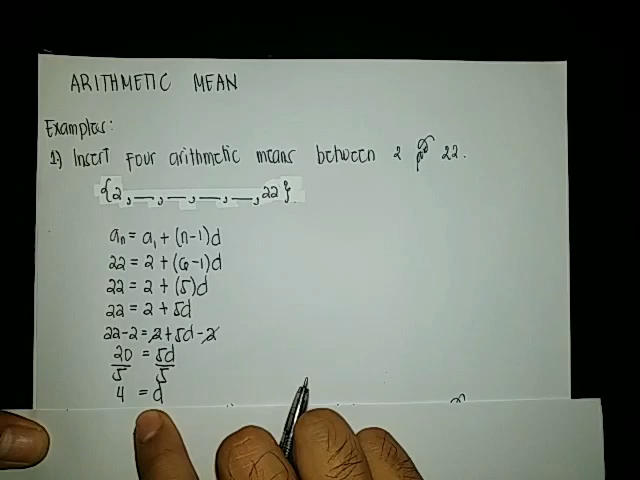 ARITHMETIC MEAN
Examples:
1) Insert four arithmetic means between 2 & 22.
{2, __, __, __, __, 22}
aₙ = a₁ + (n-1)d
22 = 2 + (6-1)d
22 = 2 + (5)d
22 = 2 + 5d
22-2 = 2 + 5d - 2
20 = 5d
5 5
4 = d